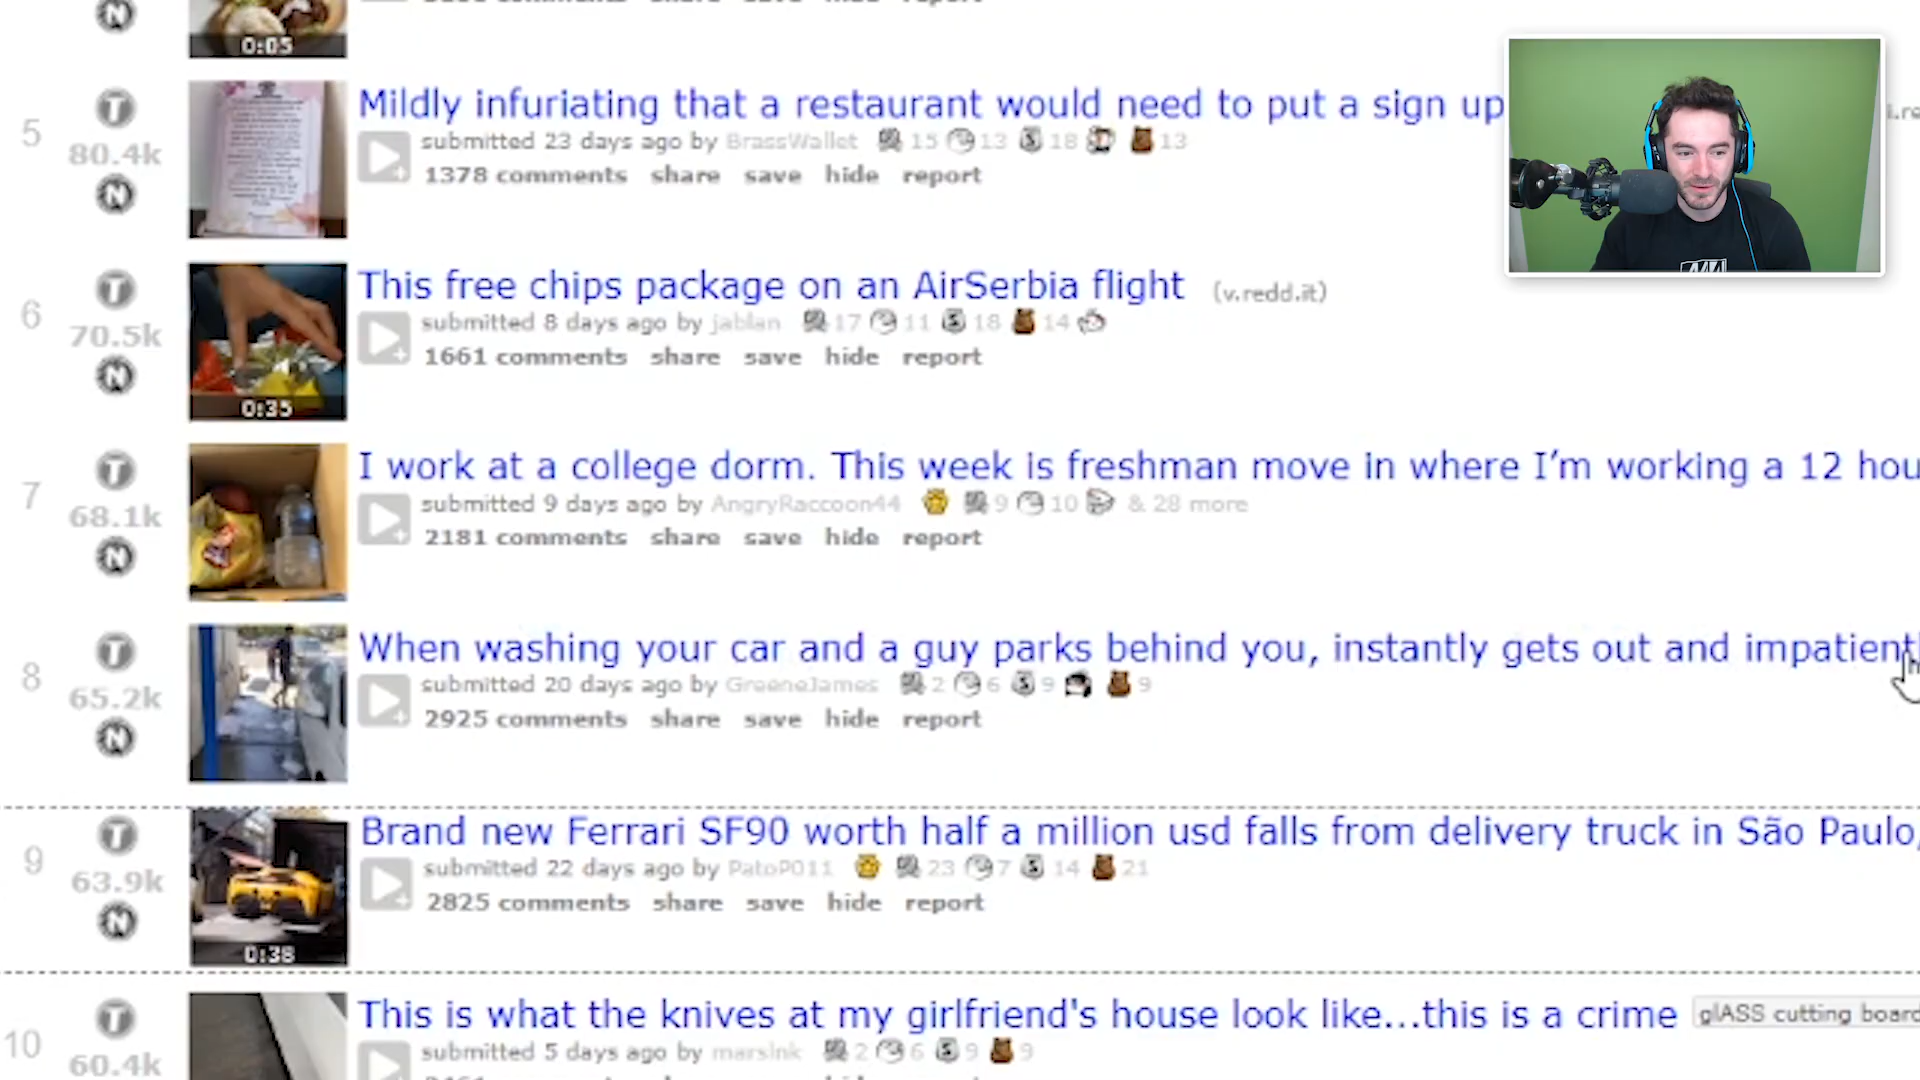 0:05
5
80.4k
Mildly infuriating that a restaurant would need to put a sign up
submitted 23 days ago by BrassWallet 15 13 18 13
1378 comments share save hide report
6
70.5k
This free chips package on an AirSerbia flight (v.redd.it)
submitted 8 days ago by jablan 17 11 18 14
1661 comments share save hide report
0:35
7
68.1k
I work at a college dorm. This week is freshman move in where I’m working a 12 hou
submitted 9 days ago by AngryRaccoon44 9 10 & 28 more
2181 comments share save hide report
8
65.2k
When washing your car and a guy parks behind you, instantly gets out and impatient
submitted 20 days ago by GreeneJames 2 6 9 9
2925 comments share save hide report
9
63.9k
Brand new Ferrari SF90 worth half a million usd falls from delivery truck in São Paulo,
submitted 22 days ago by PatoP011 23 7 14 21
2825 comments share save hide report
0:38
10
60.4k
This is what the knives at my girlfriend's house look like...this is a crime glASS cutting board
submitted 5 days ago by marsink 2 6 9 9